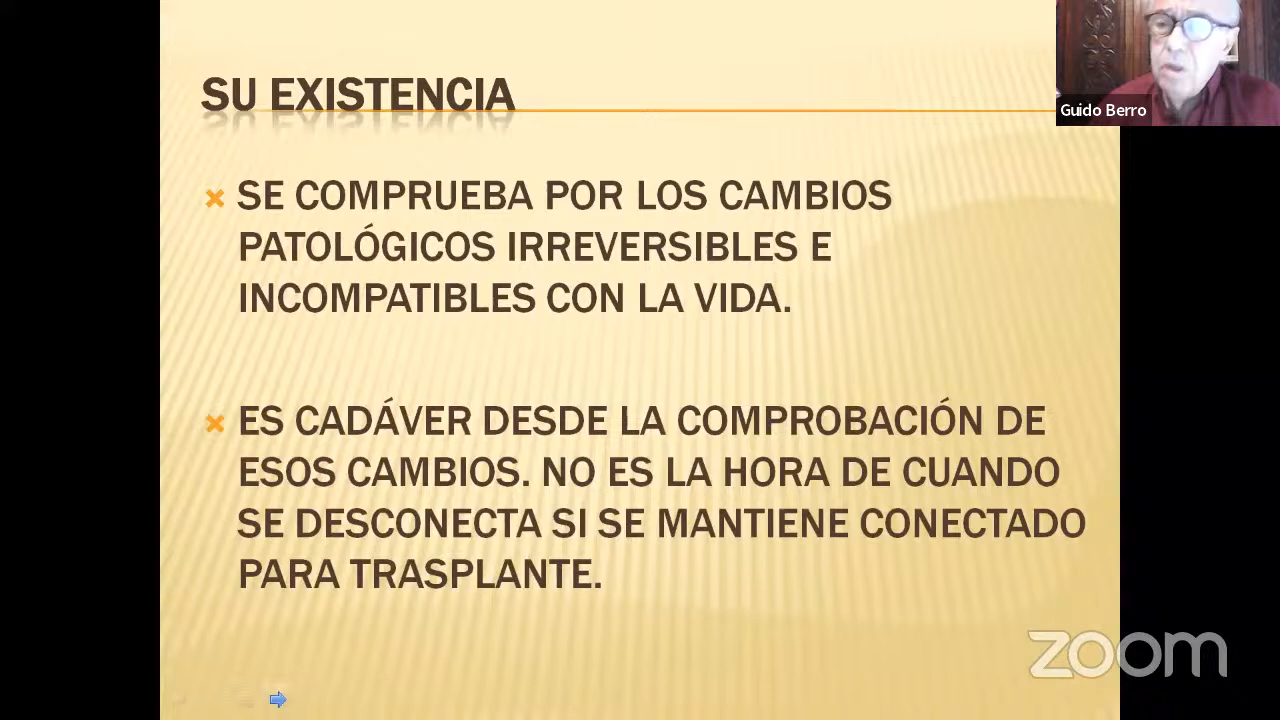 SU EXISTENCIA
Guido Berro
SE COMPRUEBA POR LOS CAMBIOS
PATOLÓGICOS IRREVERSIBLES E
INCOMPATIBLES CON LA VIDA.
ES CADÁVER DESDE LA COMPROBACIÓN DE
ESOS CAMBIOS. NO ES LA HORA DE CUANDO
SE DESCONECTA SI SE MANTIENE CONECTADO
PARA TRASPLANTE.
zoom